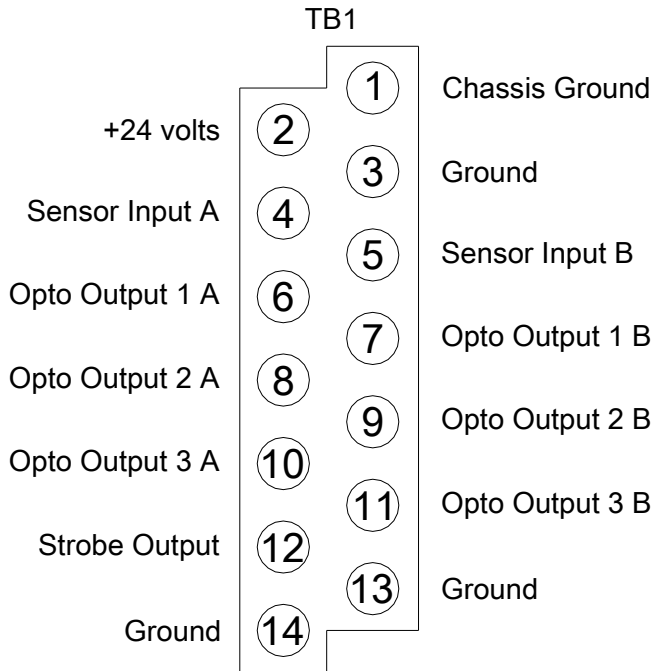 TB1
1 Chassis Ground
+24 volts 2
3 Ground
Sensor Input A 4
5 Sensor Input B
Opto Output 1 A 6
7 Opto Output 1 B
Opto Output 2 A 8
9 Opto Output 2 B
Opto Output 3 A 10
11 Opto Output 3 B
Strobe Output 12
13 Ground
Ground 14